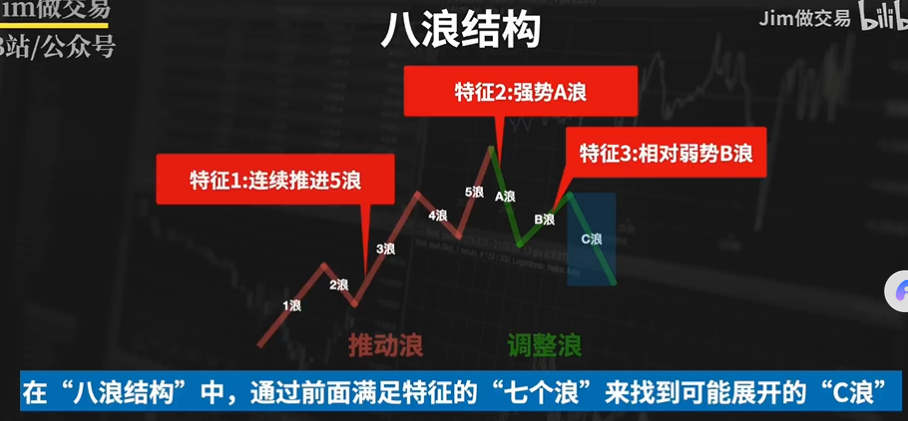 Jim做交易
B站/公众号
八浪结构
Jim做交易 bilib
特征2:强势A浪
特征3:相对弱势B浪
特征1:连续推进5浪
5浪
A浪
4浪
B浪
3浪
C浪
2浪
1浪
推动浪
调整浪
在“八浪结构”中，通过前面满足特征的“七个浪”来找到可能展开的“C浪”